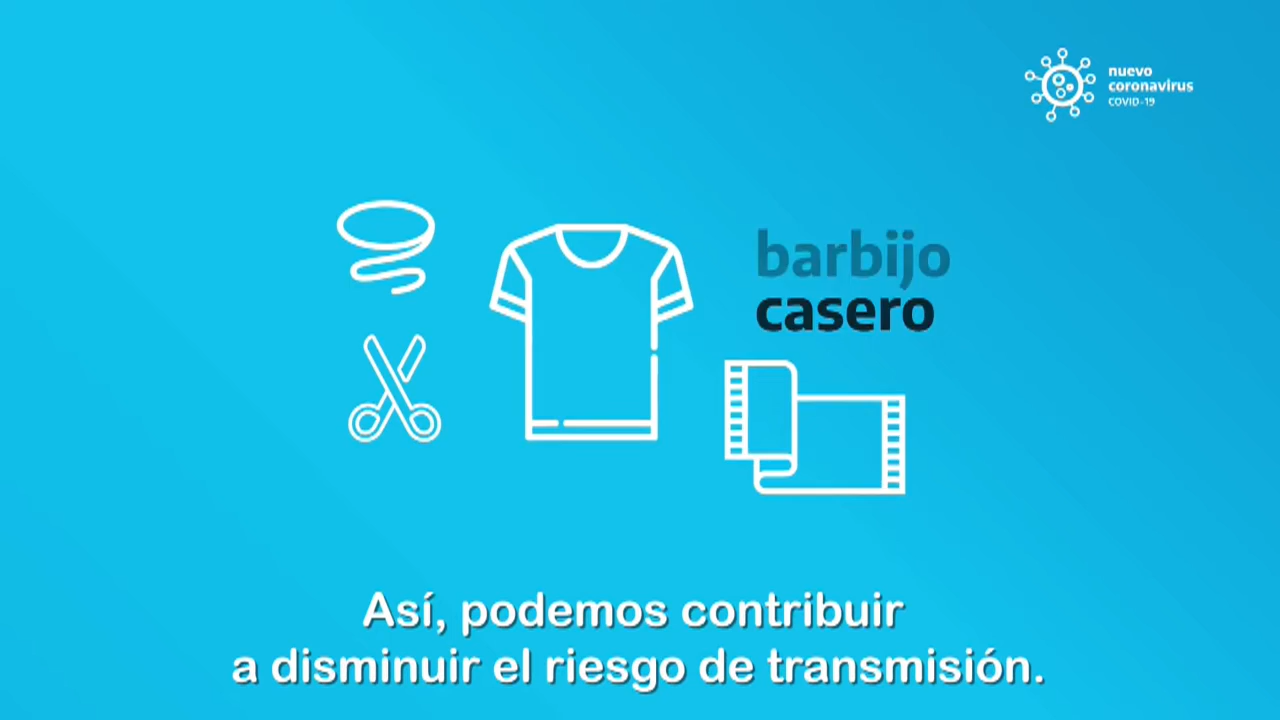 nuevo
coronavirus
COVID-19
barbijo
casero
Así, podemos contribuir
a disminuir el riesgo de transmisión.